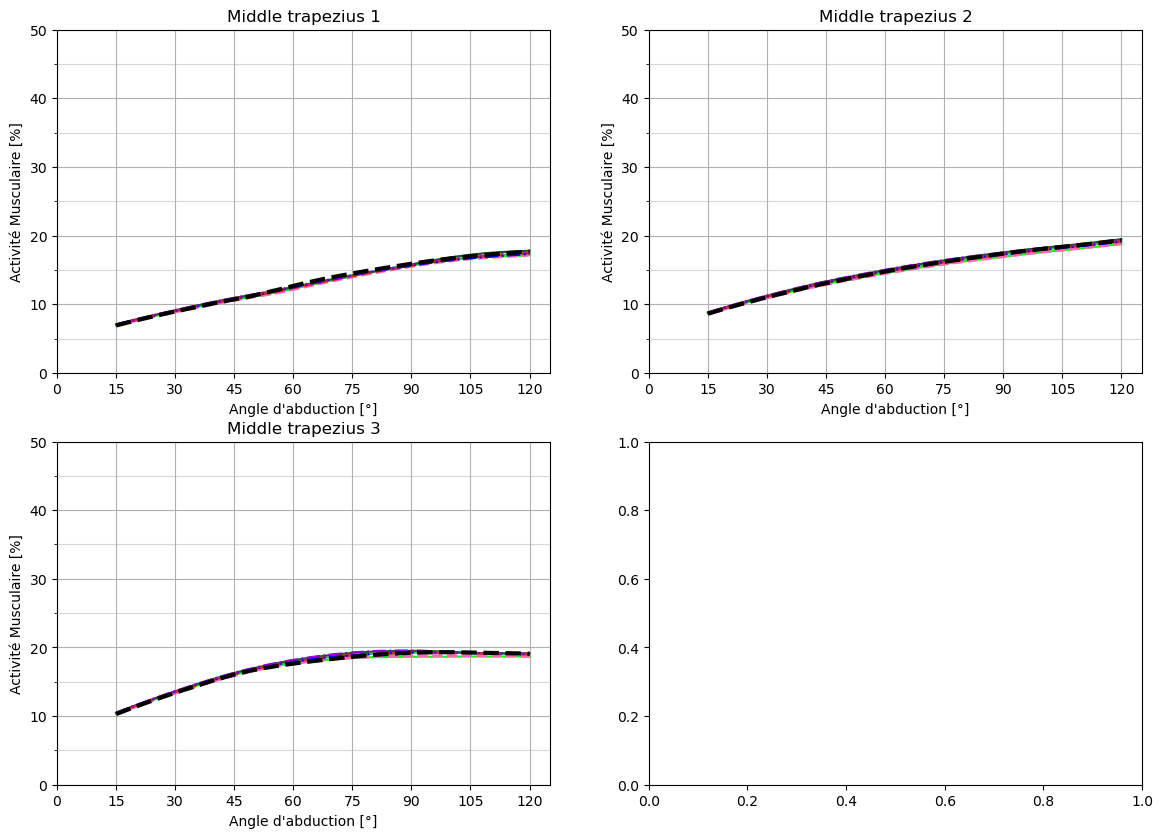 Middle trapezius 1
Activité Musculaire [%]
50
40
30
20
10
0
0 15 30 45 60 75 90 105 120
Angle d'abduction [°]
Middle trapezius 2
Activité Musculaire [%]
50
40
30
20
10
0
0 15 30 45 60 75 90 105 120
Angle d'abduction [°]
Middle trapezius 3
Activité Musculaire [%]
50
40
30
20
10
0
0 15 30 45 60 75 90 105 120
Angle d'abduction [°]
1.0
0.8
0.6
0.4
0.2
0.0
0.0 0.2 0.4 0.6 0.8 1.0